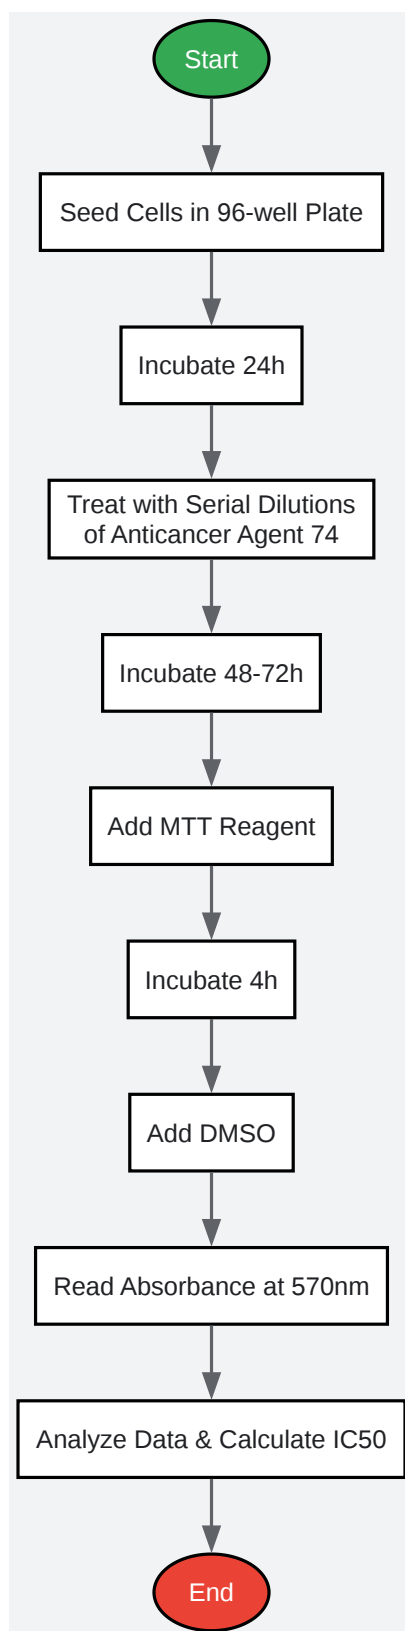 Start
Seed Cells in 96-well Plate
Incubate 24h
Treat with Serial Dilutions
of Anticancer Agent 74
Incubate 48-72h
Add MTT Reagent
Incubate 4h
Add DMSO
Read Absorbance at 570nm
Analyze Data & Calculate IC50
End